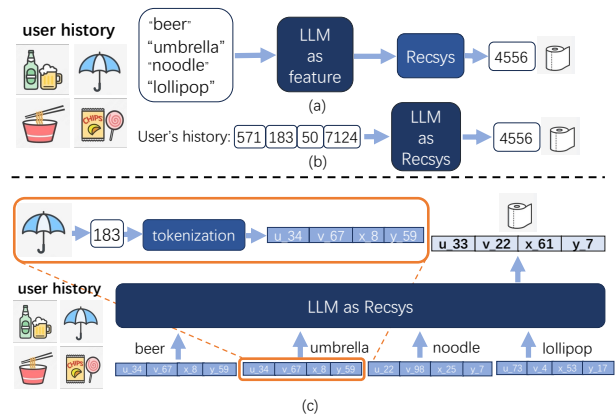 user history
"beer"
"umbrella"
"noodle"
"lollipop"
LLM
as
feature
Recsys
4556
(a)
User's history: 571 183 50 7124
LLM
as
Recsys
4556
(b)
CHIPS
183
tokenization
u_34 v_67 x_8 y_59
u_33 v_22 x_61 y_7
user history
LLM as Recsys
CHIPS
beer
umbrella
noodle
lollipop
u_34 v_67 x_8 y_59
u_34 v_67 x_8 y_59
u_22 v_98 x_25 y_7
u_73 v_4 x_53 y_17
(c)